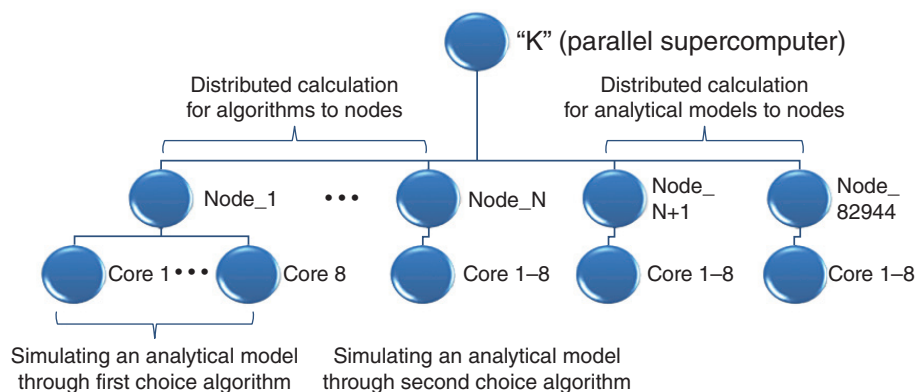 “K” (parallel supercomputer)
Distributed calculation
for algorithms to nodes
Distributed calculation
for analytical models to nodes
Node_1
•••
Node_N
Node_
N+1
Node_
82944
Core 1 ••• Core 8
Core 1–8
Core 1–8
Core 1–8
Simulating an analytical model
through first choice algorithm
Simulating an analytical model
through second choice algorithm